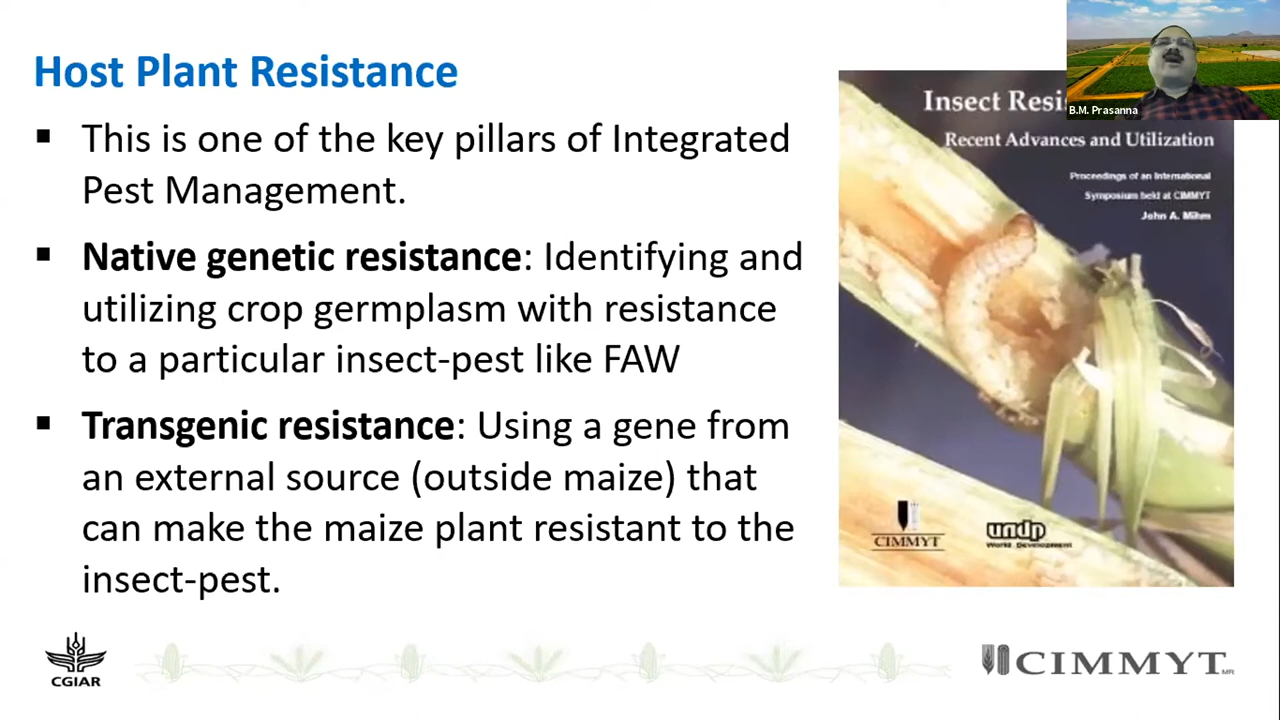 Host Plant Resistance
▪ This is one of the key pillars of Integrated
Pest Management.
▪ Native genetic resistance: Identifying and
utilizing crop germplasm with resistance
to a particular insect-pest like FAW
▪ Transgenic resistance: Using a gene from
an external source (outside maize) that
can make the maize plant resistant to the
insect-pest.
B.M. Prasanna
Insect
Recent Advances and Utilization
Proceedings of an International
Symposium held at CIMMYT
John A. Mihm
CIMMYT
undp
World Development
CGIAR
CIMMYT